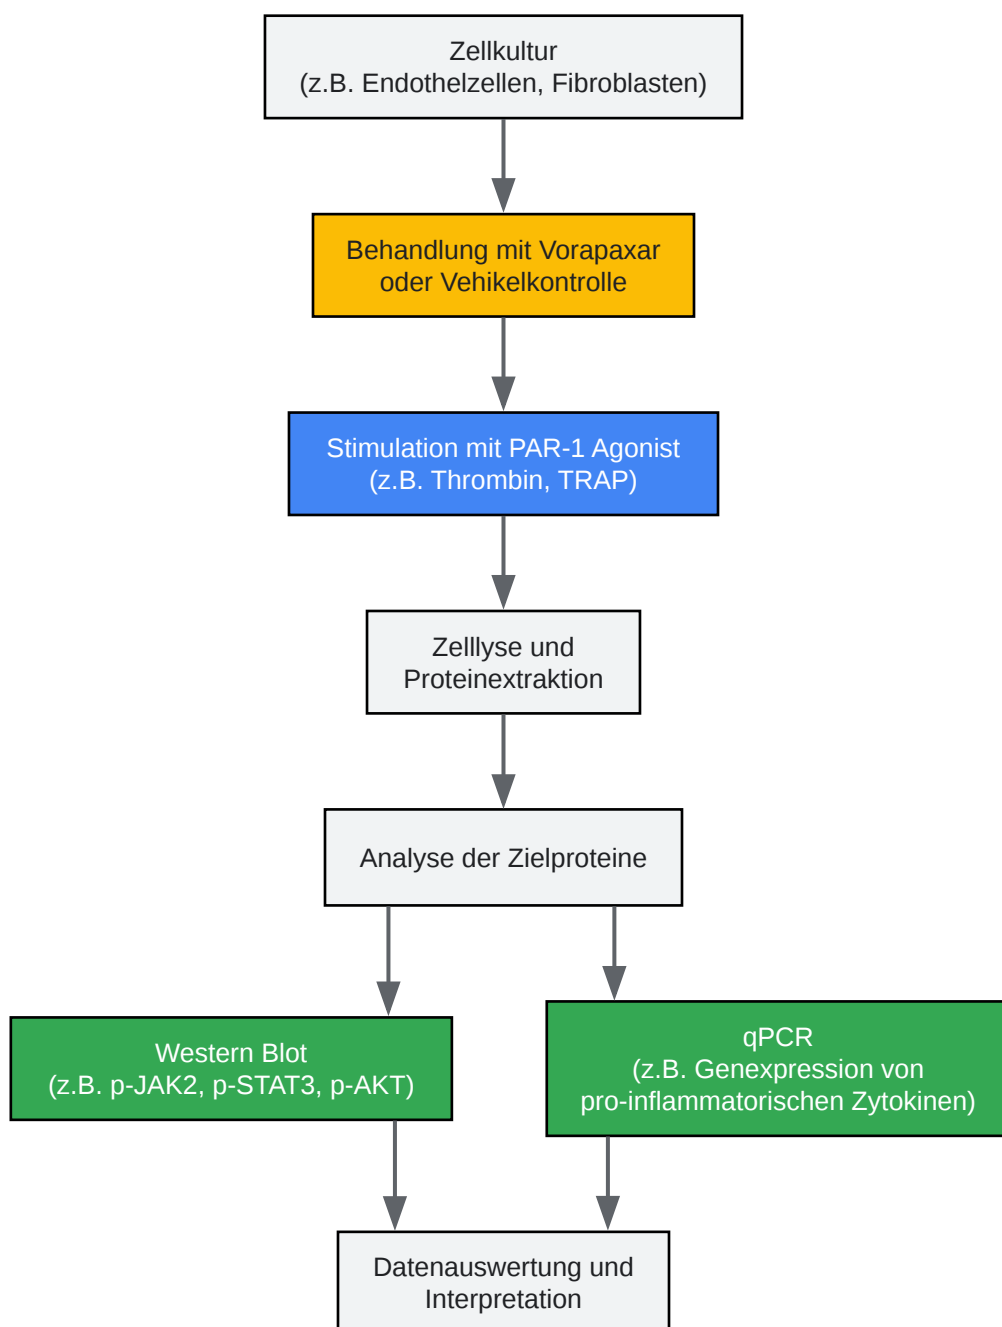 Zellkultur
(z.B. Endothelzellen, Fibroblasten)
Behandlung mit Vorapaxar
oder Vehikelkontrolle
Stimulation mit PAR-1 Agonist
(z.B. Thrombin, TRAP)
Zelllyse und
Proteinextraktion
Analyse der Zielproteine
Western Blot
(z.B. p-JAK2, p-STAT3, p-AKT)
qPCR
(z.B. Genexpression von
pro-inflammatorischen Zytokinen)
Datenauswertung und
Interpretation